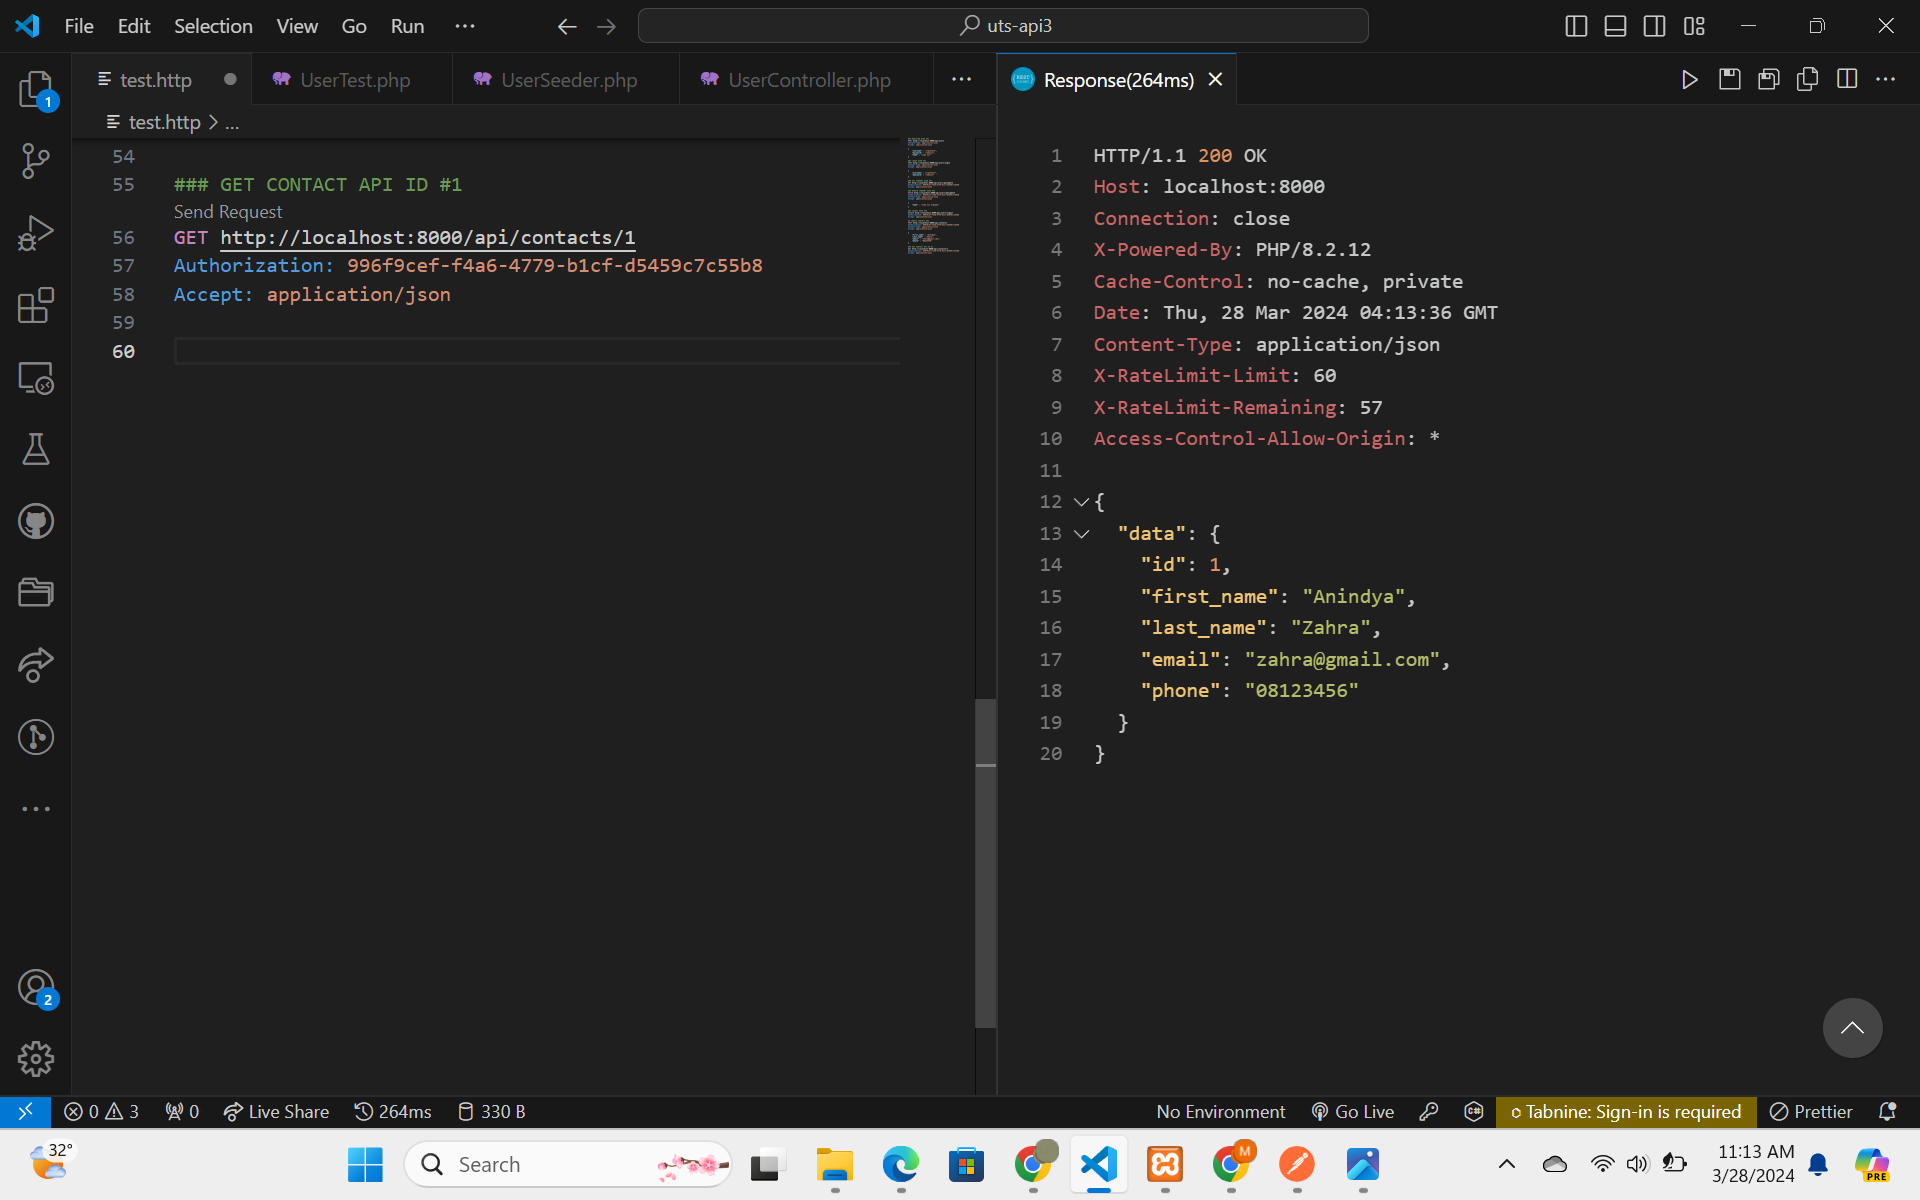 File Edit Selection View Go Run ··· uts-api3
test.http UserTest.php UserSeeder.php UserController.php ···
Response(264ms)
test.http > ...
54
55 ### GET CONTACT API ID #1
Send Request
56 GET http://localhost:8000/api/contacts/1
57 Authorization: 996f9cef-f4a6-4779-b1cf-d5459c7c55b8
58 Accept: application/json
59
60
1 HTTP/1.1 200 OK
2 Host: localhost:8000
3 Connection: close
4 X-Powered-By: PHP/8.2.12
5 Cache-Control: no-cache, private
6 Date: Thu, 28 Mar 2024 04:13:36 GMT
7 Content-Type: application/json
8 X-RateLimit-Limit: 60
9 X-RateLimit-Remaining: 57
10 Access-Control-Allow-Origin: *
11
12 {
13 "data": {
14 "id": 1,
15 "first_name": "Anindya",
16 "last_name": "Zahra",
17 "email": "zahra@gmail.com",
18 "phone": "08123456"
19 }
20 }
1
2
0 3 0 Live Share 264ms 330 B No Environment Go Live Tabnine: Sign-in is required Prettier
32° Search M 11:13 AM
3/28/2024
PRE